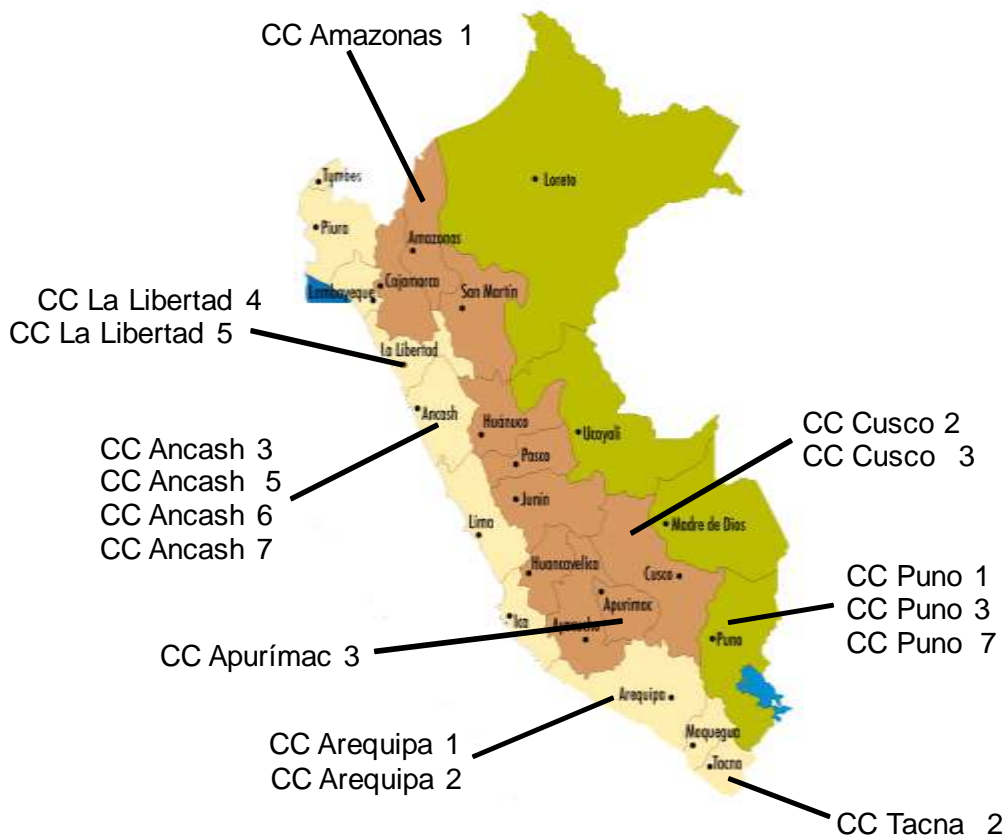 CC Amazonas 1
Tumbes
Loreto
Piura
Amazonas
Cajamarca
Lambayeque
San Martín
CC La Libertad 4
CC La Libertad 5
La Libertad
Ancash
Huánuco
Ucayali
CC Cusco 2
CC Cusco 3
CC Ancash 3
CC Ancash 5
CC Ancash 6
CC Ancash 7
Pasco
Junín
Lima
Madre de Dios
Huancavelica
Cusco
CC Puno 1
CC Puno 3
CC Puno 7
Apurímac
Ica
Ayacucho
Puno
CC Apurímac 3
Arequipa
CC Arequipa 1
CC Arequipa 2
Moquegua
Tacna
CC Tacna 2